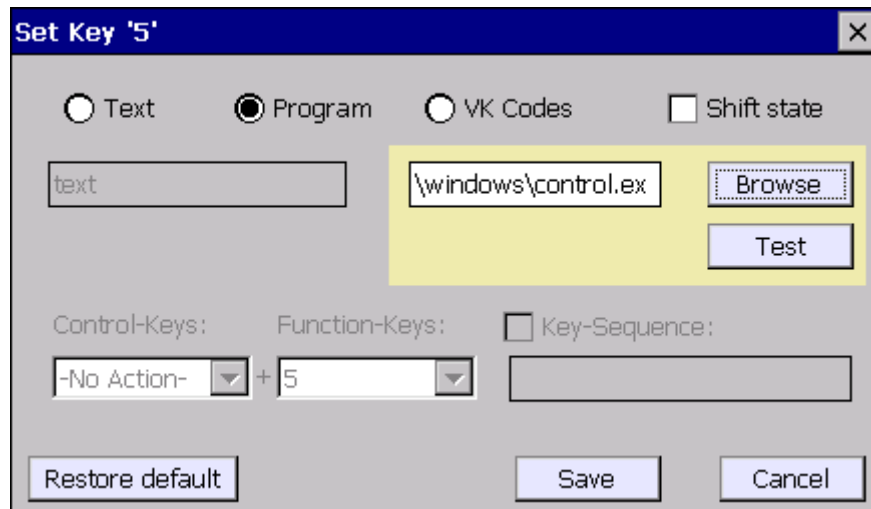 Set Key '5'
Text Program VK Codes Shift state
text \windows\control.ex Browse
Test
Control-Keys: Function-Keys: Key-Sequence:
-No Action- + 5
Restore default Save Cancel